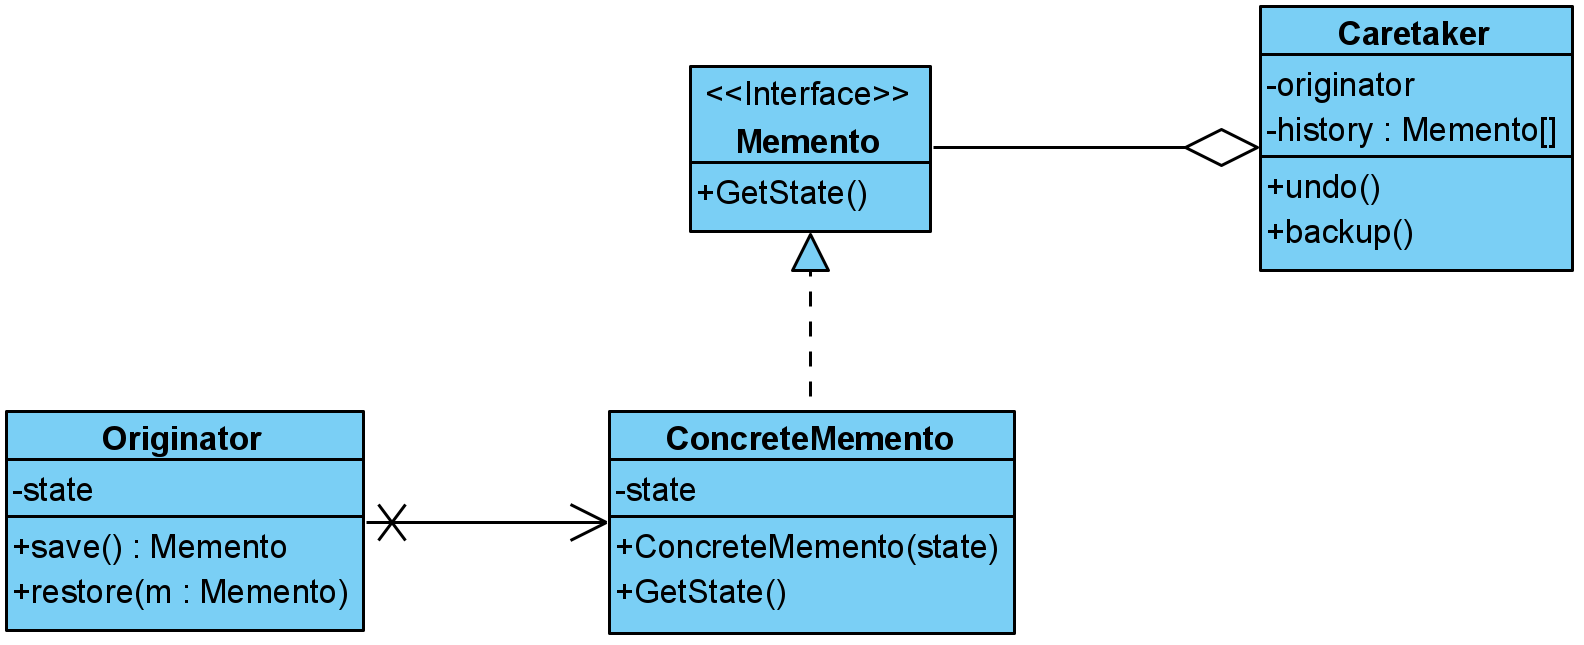 Caretaker
-originator
-history : Memento[]
+undo()
+backup()
<<Interface>>
Memento
+GetState()
Originator
-state
+save() : Memento
+restore(m : Memento)
ConcreteMemento
-state
+ConcreteMemento(state)
+GetState()